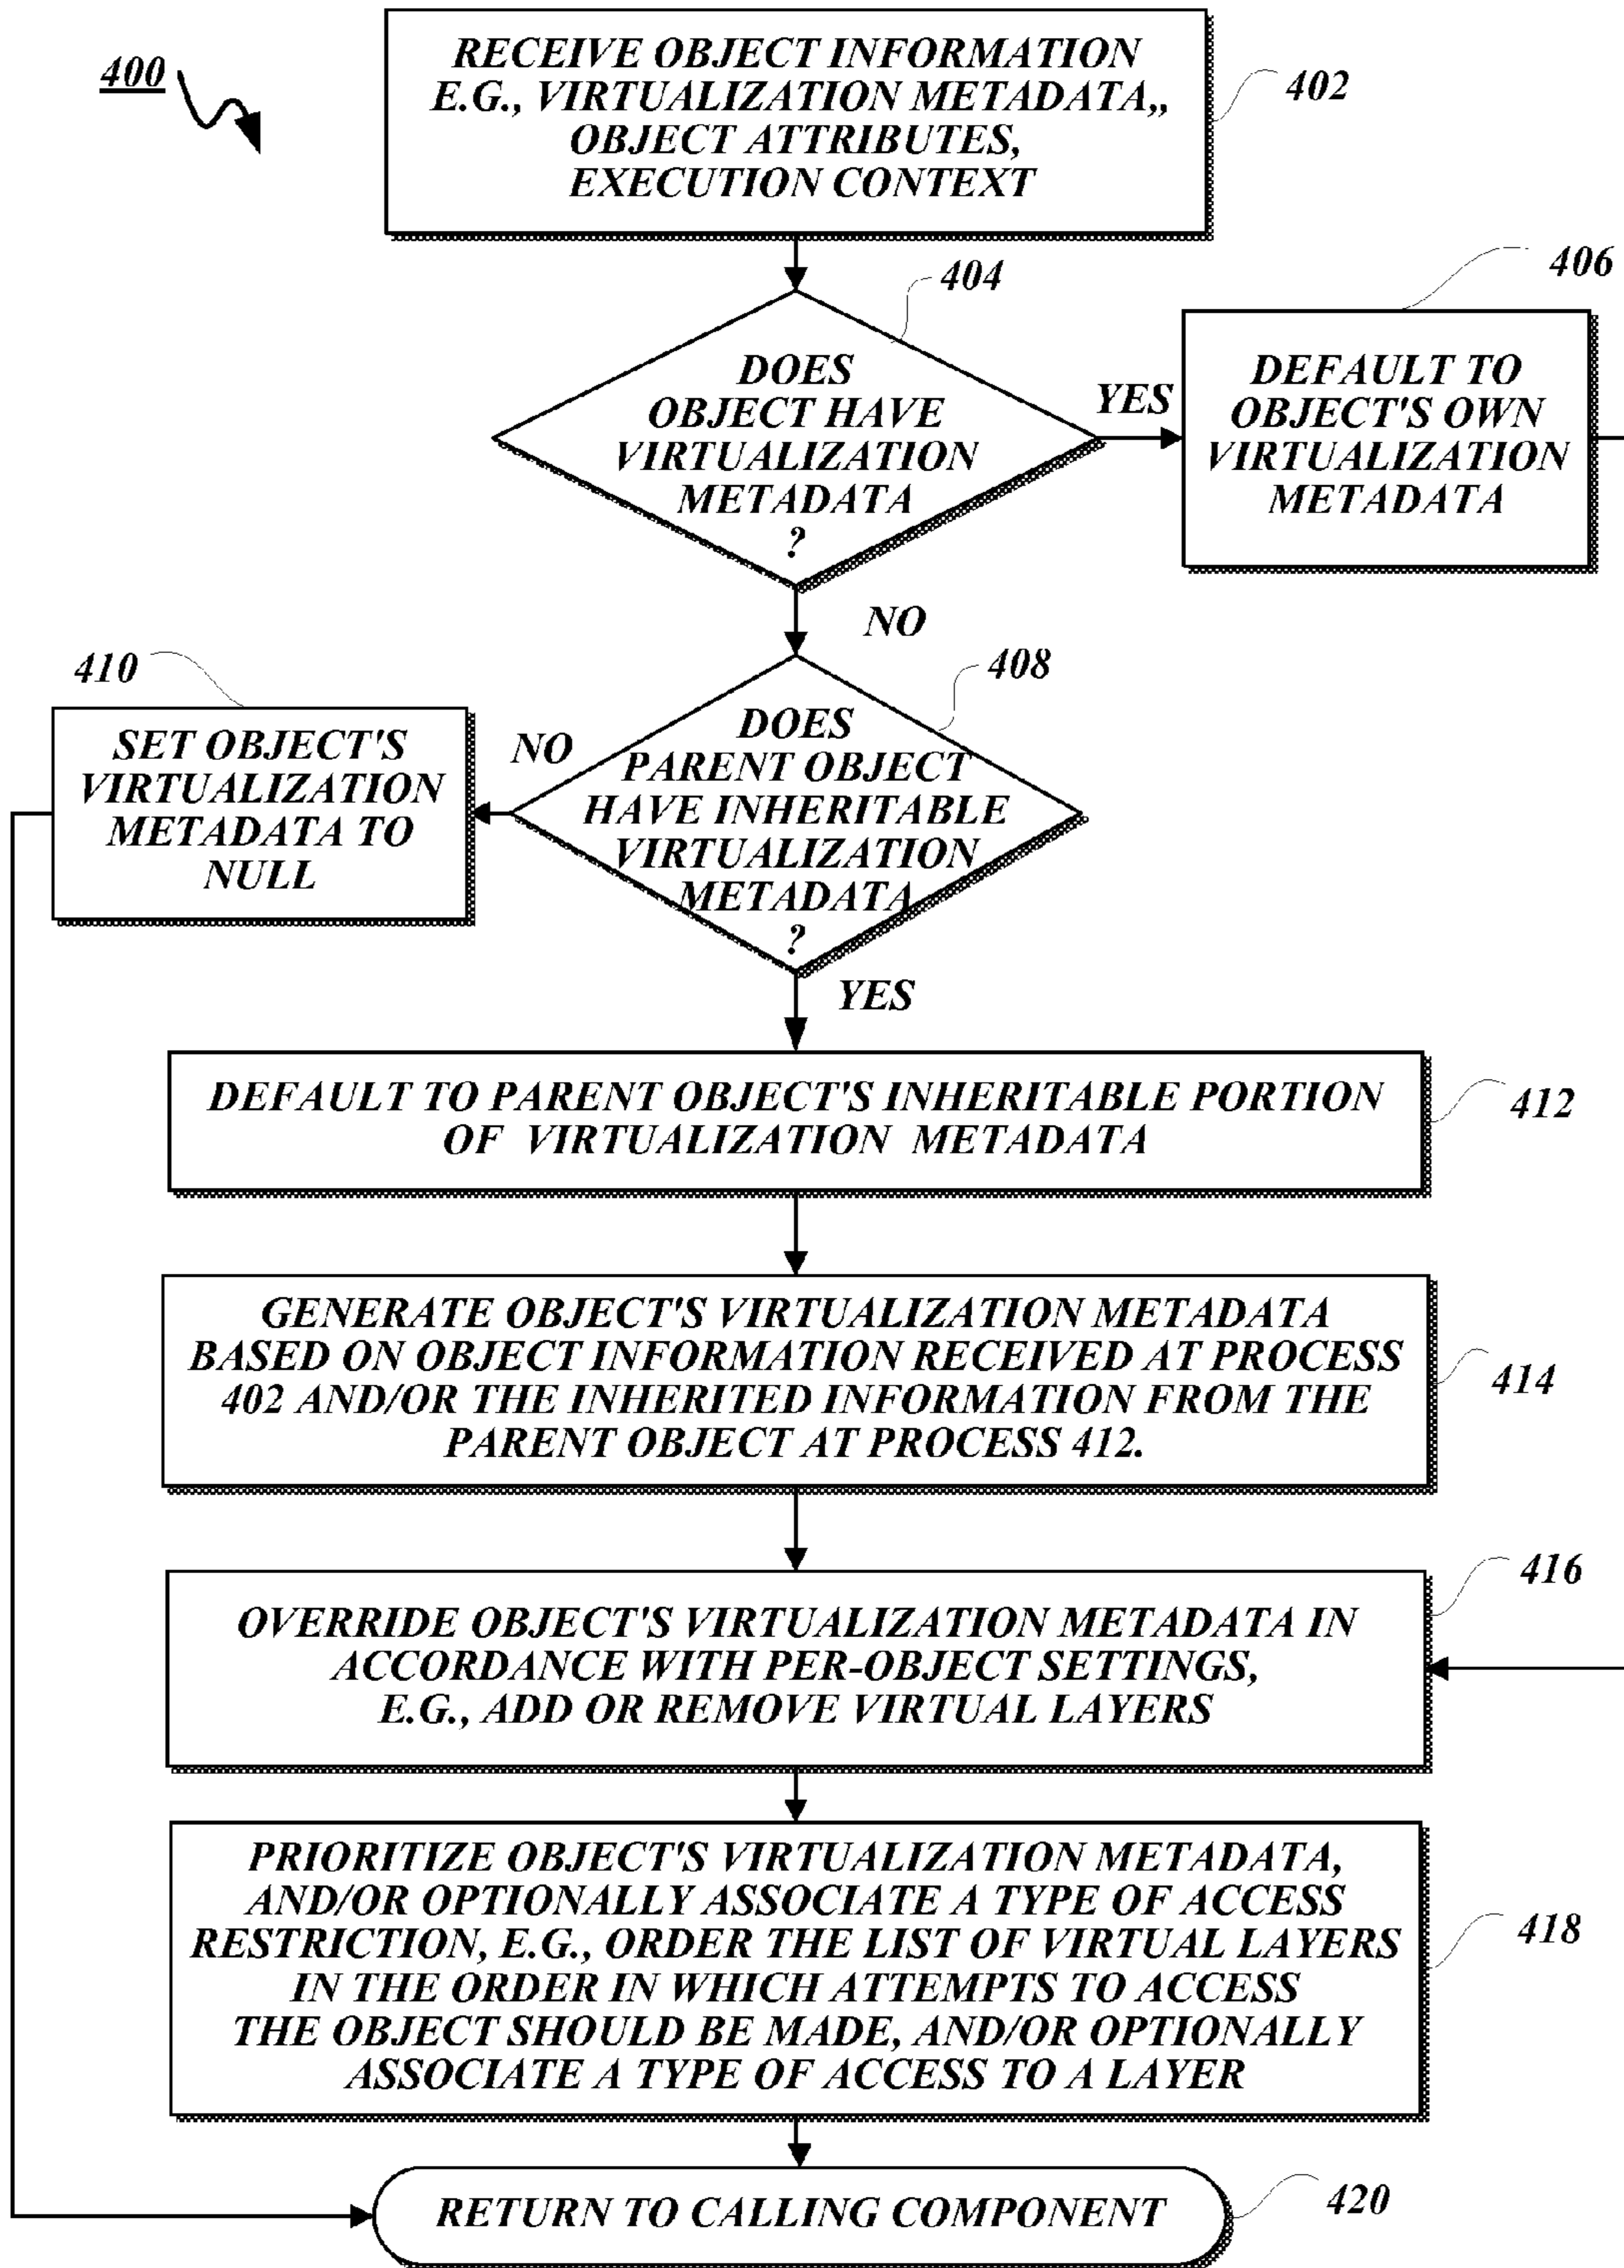 400
RECEIVE OBJECT INFORMATION
E.G., VIRTUALIZATION METADATA,,
OBJECT ATTRIBUTES,
EXECUTION CONTEXT
402
404
DOES
OBJECT HAVE
VIRTUALIZATION
METADATA
?
YES
406
DEFAULT TO
OBJECT'S OWN
VIRTUALIZATION
METADATA
NO
408
DOES
PARENT OBJECT
HAVE INHERITABLE
VIRTUALIZATION
METADATA
?
NO
410
SET OBJECT'S
VIRTUALIZATION
METADATA TO
NULL
YES
DEFAULT TO PARENT OBJECT'S INHERITABLE PORTION
OF VIRTUALIZATION METADATA
412
GENERATE OBJECT'S VIRTUALIZATION METADATA
BASED ON OBJECT INFORMATION RECEIVED AT PROCESS
402 AND/OR THE INHERITED INFORMATION FROM THE
PARENT OBJECT AT PROCESS 412.
414
OVERRIDE OBJECT'S VIRTUALIZATION METADATA IN
ACCORDANCE WITH PER-OBJECT SETTINGS,
E.G., ADD OR REMOVE VIRTUAL LAYERS
416
PRIORITIZE OBJECT'S VIRTUALIZATION METADATA,
AND/OR OPTIONALLY ASSOCIATE A TYPE OF ACCESS
RESTRICTION, E.G., ORDER THE LIST OF VIRTUAL LAYERS
IN THE ORDER IN WHICH ATTEMPTS TO ACCESS
THE OBJECT SHOULD BE MADE, AND/OR OPTIONALLY
ASSOCIATE A TYPE OF ACCESS TO A LAYER
418
RETURN TO CALLING COMPONENT
420